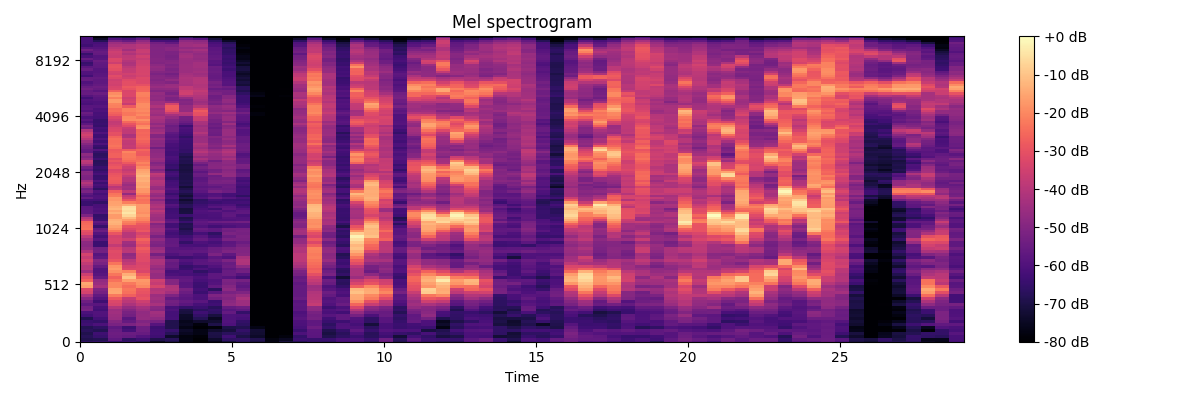 Mel spectrogram
8192
4096
2048
1024
512
0
Hz
0 5 10 15 20 25
Time
+0 dB
-10 dB
-20 dB
-30 dB
-40 dB
-50 dB
-60 dB
-70 dB
-80 dB